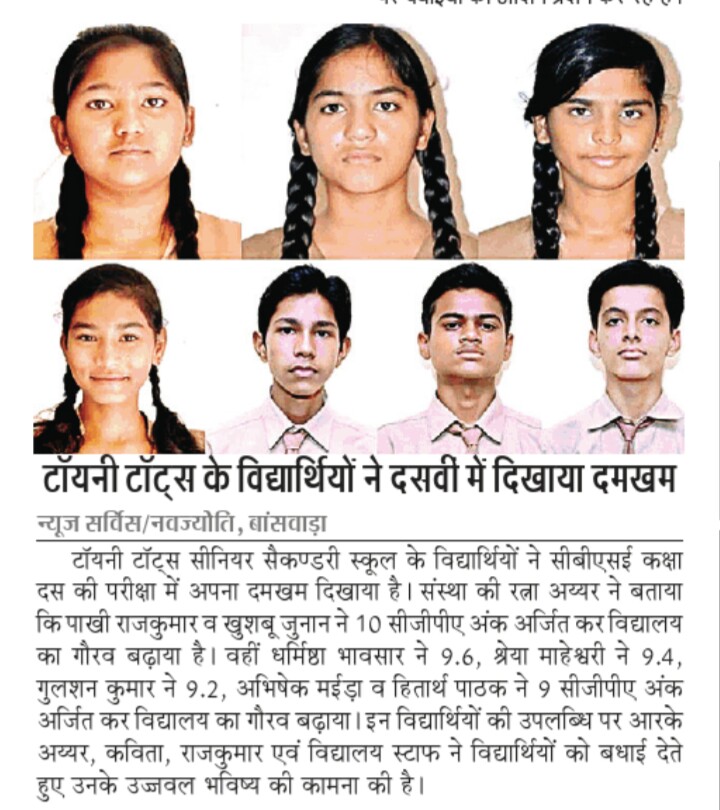 टॉयनी टॉट्स के विद्यार्थियों ने दसवीं में दिखाया दमखम
न्यूज सर्विस/नवज्योति, बांसवाड़ा
टॉयनी टॉट्स सीनियर सैकण्डरी स्कूल के विद्यार्थियों ने सीबीएसई कक्षा
दस की परीक्षा में अपना दमखम दिखाया है। संस्था की रत्ना अय्यर ने बताया
कि पाखी राजकुमार व खुशबू जुनान ने 10 सीजीपीए अंक अर्जित कर विद्यालय
का गौरव बढ़ाया है। वहीं धर्मिष्ठा भावसार ने 9.6, श्रेया माहेश्वरी ने 9.4,
गुलशन कुमार ने 9.2, अभिषेक मईड़ा व हितार्थ पाठक ने 9 सीजीपीए अंक
अर्जित कर विद्यालय का गौरव बढ़ाया। इन विद्यार्थियों की उपलब्धि पर आरके
अय्यर, कविता, राजकुमार एवं विद्यालय स्टाफ ने विद्यार्थियों को बधाई देते
हुए उनके उज्जवल भविष्य की कामना की है।